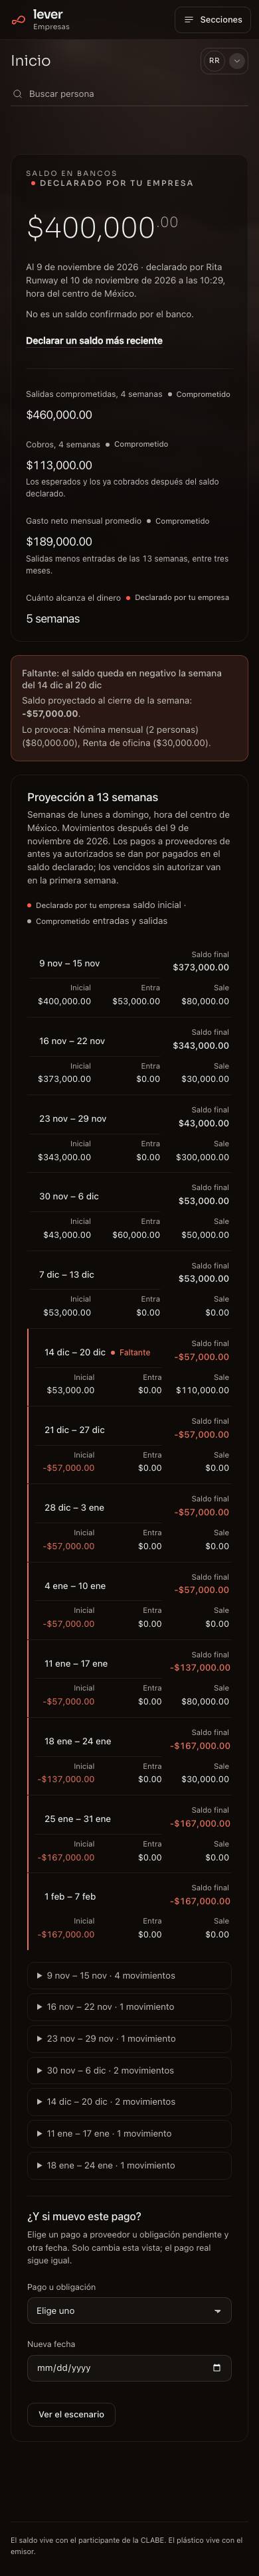 lever
Empresas
Secciones
Inicio
RR
Buscar persona
SALDO EN BANCOS
DECLARADO POR TU EMPRESA
$400,000.00
Al 9 de noviembre de 2026 · declarado por Rita
Runway el 10 de noviembre de 2026 a las 10:29,
hora del centro de México.
No es un saldo confirmado por el banco.
Declarar un saldo más reciente
Salidas comprometidas, 4 semanas Comprometido
$460,000.00
Cobros, 4 semanas Comprometido
$113,000.00
Los esperados y los ya cobrados después del saldo
declarado.
Gasto neto mensual promedio Comprometido
$189,000.00
Salidas menos entradas de las 13 semanas, entre tres
meses.
Cuánto alcanza el dinero Declarado por tu empresa
5 semanas
Faltante: el saldo queda en negativo la semana
del 14 dic al 20 dic
Saldo proyectado al cierre de la semana:
-$57,000.00.
Lo provoca: Nómina mensual (2 personas)
($80,000.00), Renta de oficina ($30,000.00).
Proyección a 13 semanas
Semanas de lunes a domingo, hora del centro de
México. Movimientos después del 9 de
noviembre de 2026. Los pagos a proveedores de
antes ya autorizados se dan por pagados en el
saldo declarado; los vencidos sin autorizar van
en la primera semana.
Declarado por tu empresa saldo inicial ·
Comprometido entradas y salidas
9 nov – 15 nov
Saldo final
$373,000.00
Inicial Entra Sale
$400,000.00 $53,000.00 $80,000.00
16 nov – 22 nov
Saldo final
$343,000.00
Inicial Entra Sale
$373,000.00 $0.00 $30,000.00
23 nov – 29 nov
Saldo final
$43,000.00
Inicial Entra Sale
$343,000.00 $0.00 $300,000.00
30 nov – 6 dic
Saldo final
$53,000.00
Inicial Entra Sale
$43,000.00 $60,000.00 $50,000.00
7 dic – 13 dic
Saldo final
$53,000.00
Inicial Entra Sale
$53,000.00 $0.00 $0.00
14 dic – 20 dic Faltante
Saldo final
-$57,000.00
Inicial Entra Sale
$53,000.00 $0.00 $110,000.00
21 dic – 27 dic
Saldo final
-$57,000.00
Inicial Entra Sale
-$57,000.00 $0.00 $0.00
28 dic – 3 ene
Saldo final
-$57,000.00
Inicial Entra Sale
-$57,000.00 $0.00 $0.00
4 ene – 10 ene
Saldo final
-$57,000.00
Inicial Entra Sale
-$57,000.00 $0.00 $0.00
11 ene – 17 ene
Saldo final
-$137,000.00
Inicial Entra Sale
-$57,000.00 $0.00 $80,000.00
18 ene – 24 ene
Saldo final
-$167,000.00
Inicial Entra Sale
-$137,000.00 $0.00 $30,000.00
25 ene – 31 ene
Saldo final
-$167,000.00
Inicial Entra Sale
-$167,000.00 $0.00 $0.00
1 feb – 7 feb
Saldo final
-$167,000.00
Inicial Entra Sale
-$167,000.00 $0.00 $0.00
9 nov – 15 nov · 4 movimientos
16 nov – 22 nov · 1 movimiento
23 nov – 29 nov · 1 movimiento
30 nov – 6 dic · 2 movimientos
14 dic – 20 dic · 2 movimientos
11 ene – 17 ene · 1 movimiento
18 ene – 24 ene · 1 movimiento
¿Y si muevo este pago?
Elige un pago a proveedor u obligación pendiente y
otra fecha. Solo cambia esta vista; el pago real
sigue igual.
Pago u obligación
Elige uno
Nueva fecha
mm/dd/yyyy
Ver el escenario
El saldo vive con el participante de la CLABE. El plástico vive con el
emisor.